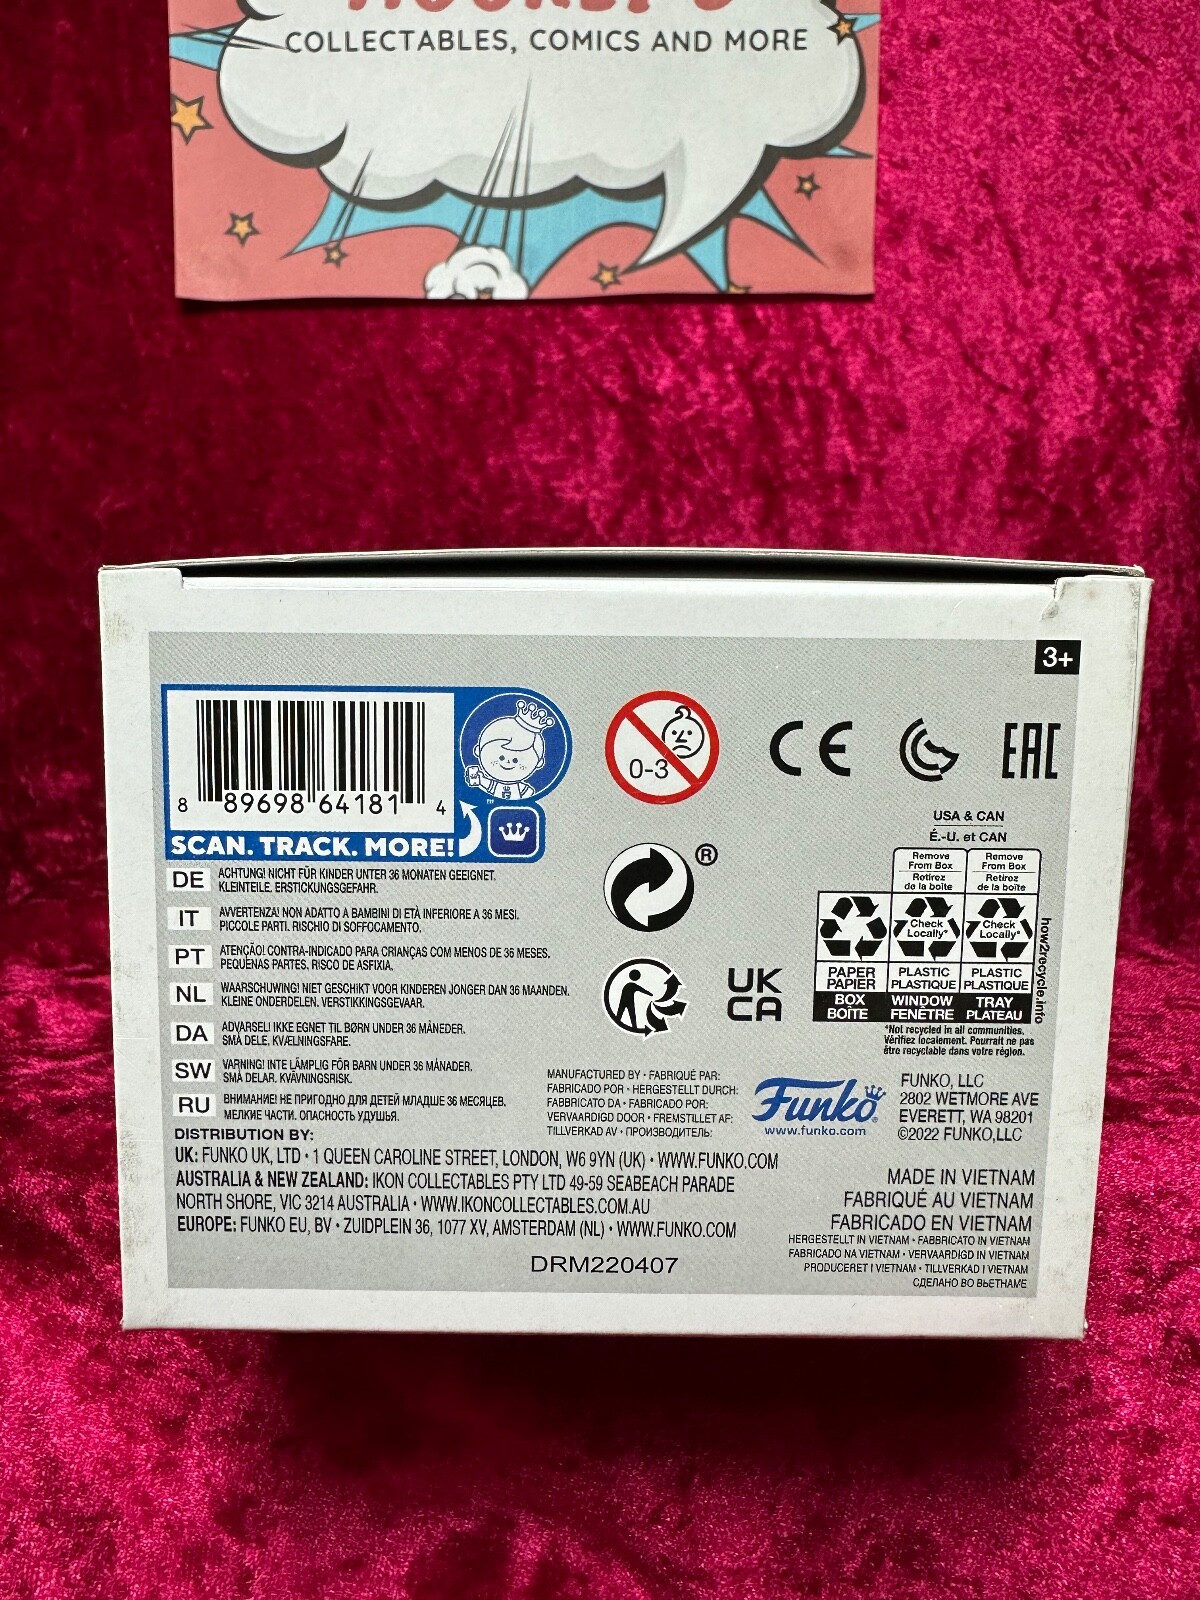 COLLECTABLES, COMICS AND MORE
3+
8 89698 64181 4
SCAN. TRACK. MORE!
™
0-3
CE
EAC
USA & CAN
É.-U. et CAN
Remove From Box
Retirez de la boîte
Remove From Box
Retirez de la boîte
Check Locally*
Check Locally*
PAPER
PAPIER
BOX
BOÎTE
PLASTIC
PLASTIQUE
WINDOW
FENÊTRE
PLASTIC
PLASTIQUE
TRAY
PLATEAU
how2recycle.info
*Not recycled in all communities.
Vérifiez localement. Pourrait ne pas
être recyclable dans votre région.
®
UK
CA
DE ACHTUNG! NICHT FÜR KINDER UNTER 36 MONATEN GEEIGNET.
KLEINTEILE. ERSTICKUNGSGEFAHR.
IT AVVERTENZA! NON ADATTO A BAMBINI DI ETÀ INFERIORE A 36 MESI.
PICCOLE PARTI. RISCHIO DI SOFFOCAMENTO.
PT ATENÇÃO! CONTRA-INDICADO PARA CRIANÇAS COM MENOS DE 36 MESES.
PEQUENAS PARTES. RISCO DE ASFIXIA.
NL WAARSCHUWING! NIET GESCHIKT VOOR KINDEREN JONGER DAN 36 MAANDEN.
KLEINE ONDERDELEN. VERSTIKKINGSGEVAAR.
DA ADVARSEL! IKKE EGNET TIL BØRN UNDER 36 MÅNEDER.
SMÅ DELE. KVÆLNINGSFARE.
SW VARNING! INTE LÄMPLIG FÖR BARN UNDER 36 MÅNADER.
SMÅ DELAR. KVÄVNINGSRISK.
RU ВНИМАНИЕ! НЕ ПРИГОДНО ДЛЯ ДЕТЕЙ МЛАДШЕ 36 МЕСЯЦЕВ.
МЕЛКИЕ ЧАСТИ. ОПАСНОСТЬ УДУШЬЯ.
MANUFACTURED BY • FABRIQUÉ PAR:
FABRICADO POR • HERGESTELLT DURCH:
FABBRICATO DA • FABRICADO POR:
VERVAARDIGD DOOR • FREMSTILLET AF:
TILLVERKAD AV • ПРОИЗВОДИТЕЛЬ:
Funko
www.funko.com
FUNKO, LLC
2802 WETMORE AVE
EVERETT, WA 98201
©2022 FUNKO,LLC
DISTRIBUTION BY:
UK: FUNKO UK, LTD • 1 QUEEN CAROLINE STREET, LONDON, W6 9YN (UK) • WWW.FUNKO.COM
AUSTRALIA & NEW ZEALAND: IKON COLLECTABLES PTY LTD 49-59 SEABEACH PARADE
NORTH SHORE, VIC 3214 AUSTRALIA • WWW.IKONCOLLECTABLES.COM.AU
EUROPE: FUNKO EU, BV • ZUIDPLEIN 36, 1077 XV, AMSTERDAM (NL) • WWW.FUNKO.COM
DRM220407
MADE IN VIETNAM
FABRIQUÉ AU VIETNAM
FABRICADO EN VIETNAM
HERGESTELLT IN VIETNAM • FABBRICATO IN VIETNAM
FABRICADO NA VIETNAM • VERVAARDIGD IN VIETNAM
PRODUCERET I VIETNAM • TILLVERKAD I VIETNAM
СДЕЛАНО ВО ВЬЕТНАМЕ